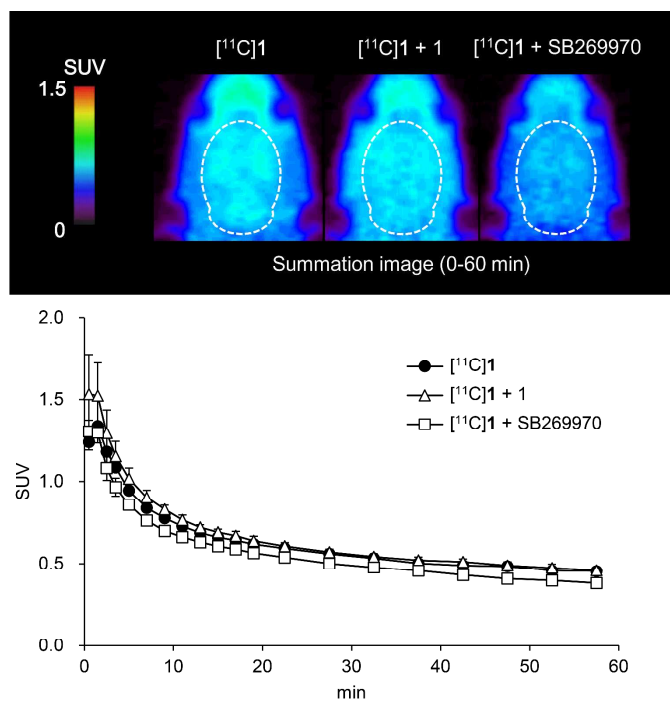 [¹¹C]1 [¹¹C]1 + 1 [¹¹C]1 + SB269970
SUV
1.5
0
Summation image (0-60 min)
2.0
1.5
1.0
0.5
0.0
SUV
[¹¹C]1
[¹¹C]1 + 1
[¹¹C]1 + SB269970
0 10 20 30 40 50 60
min